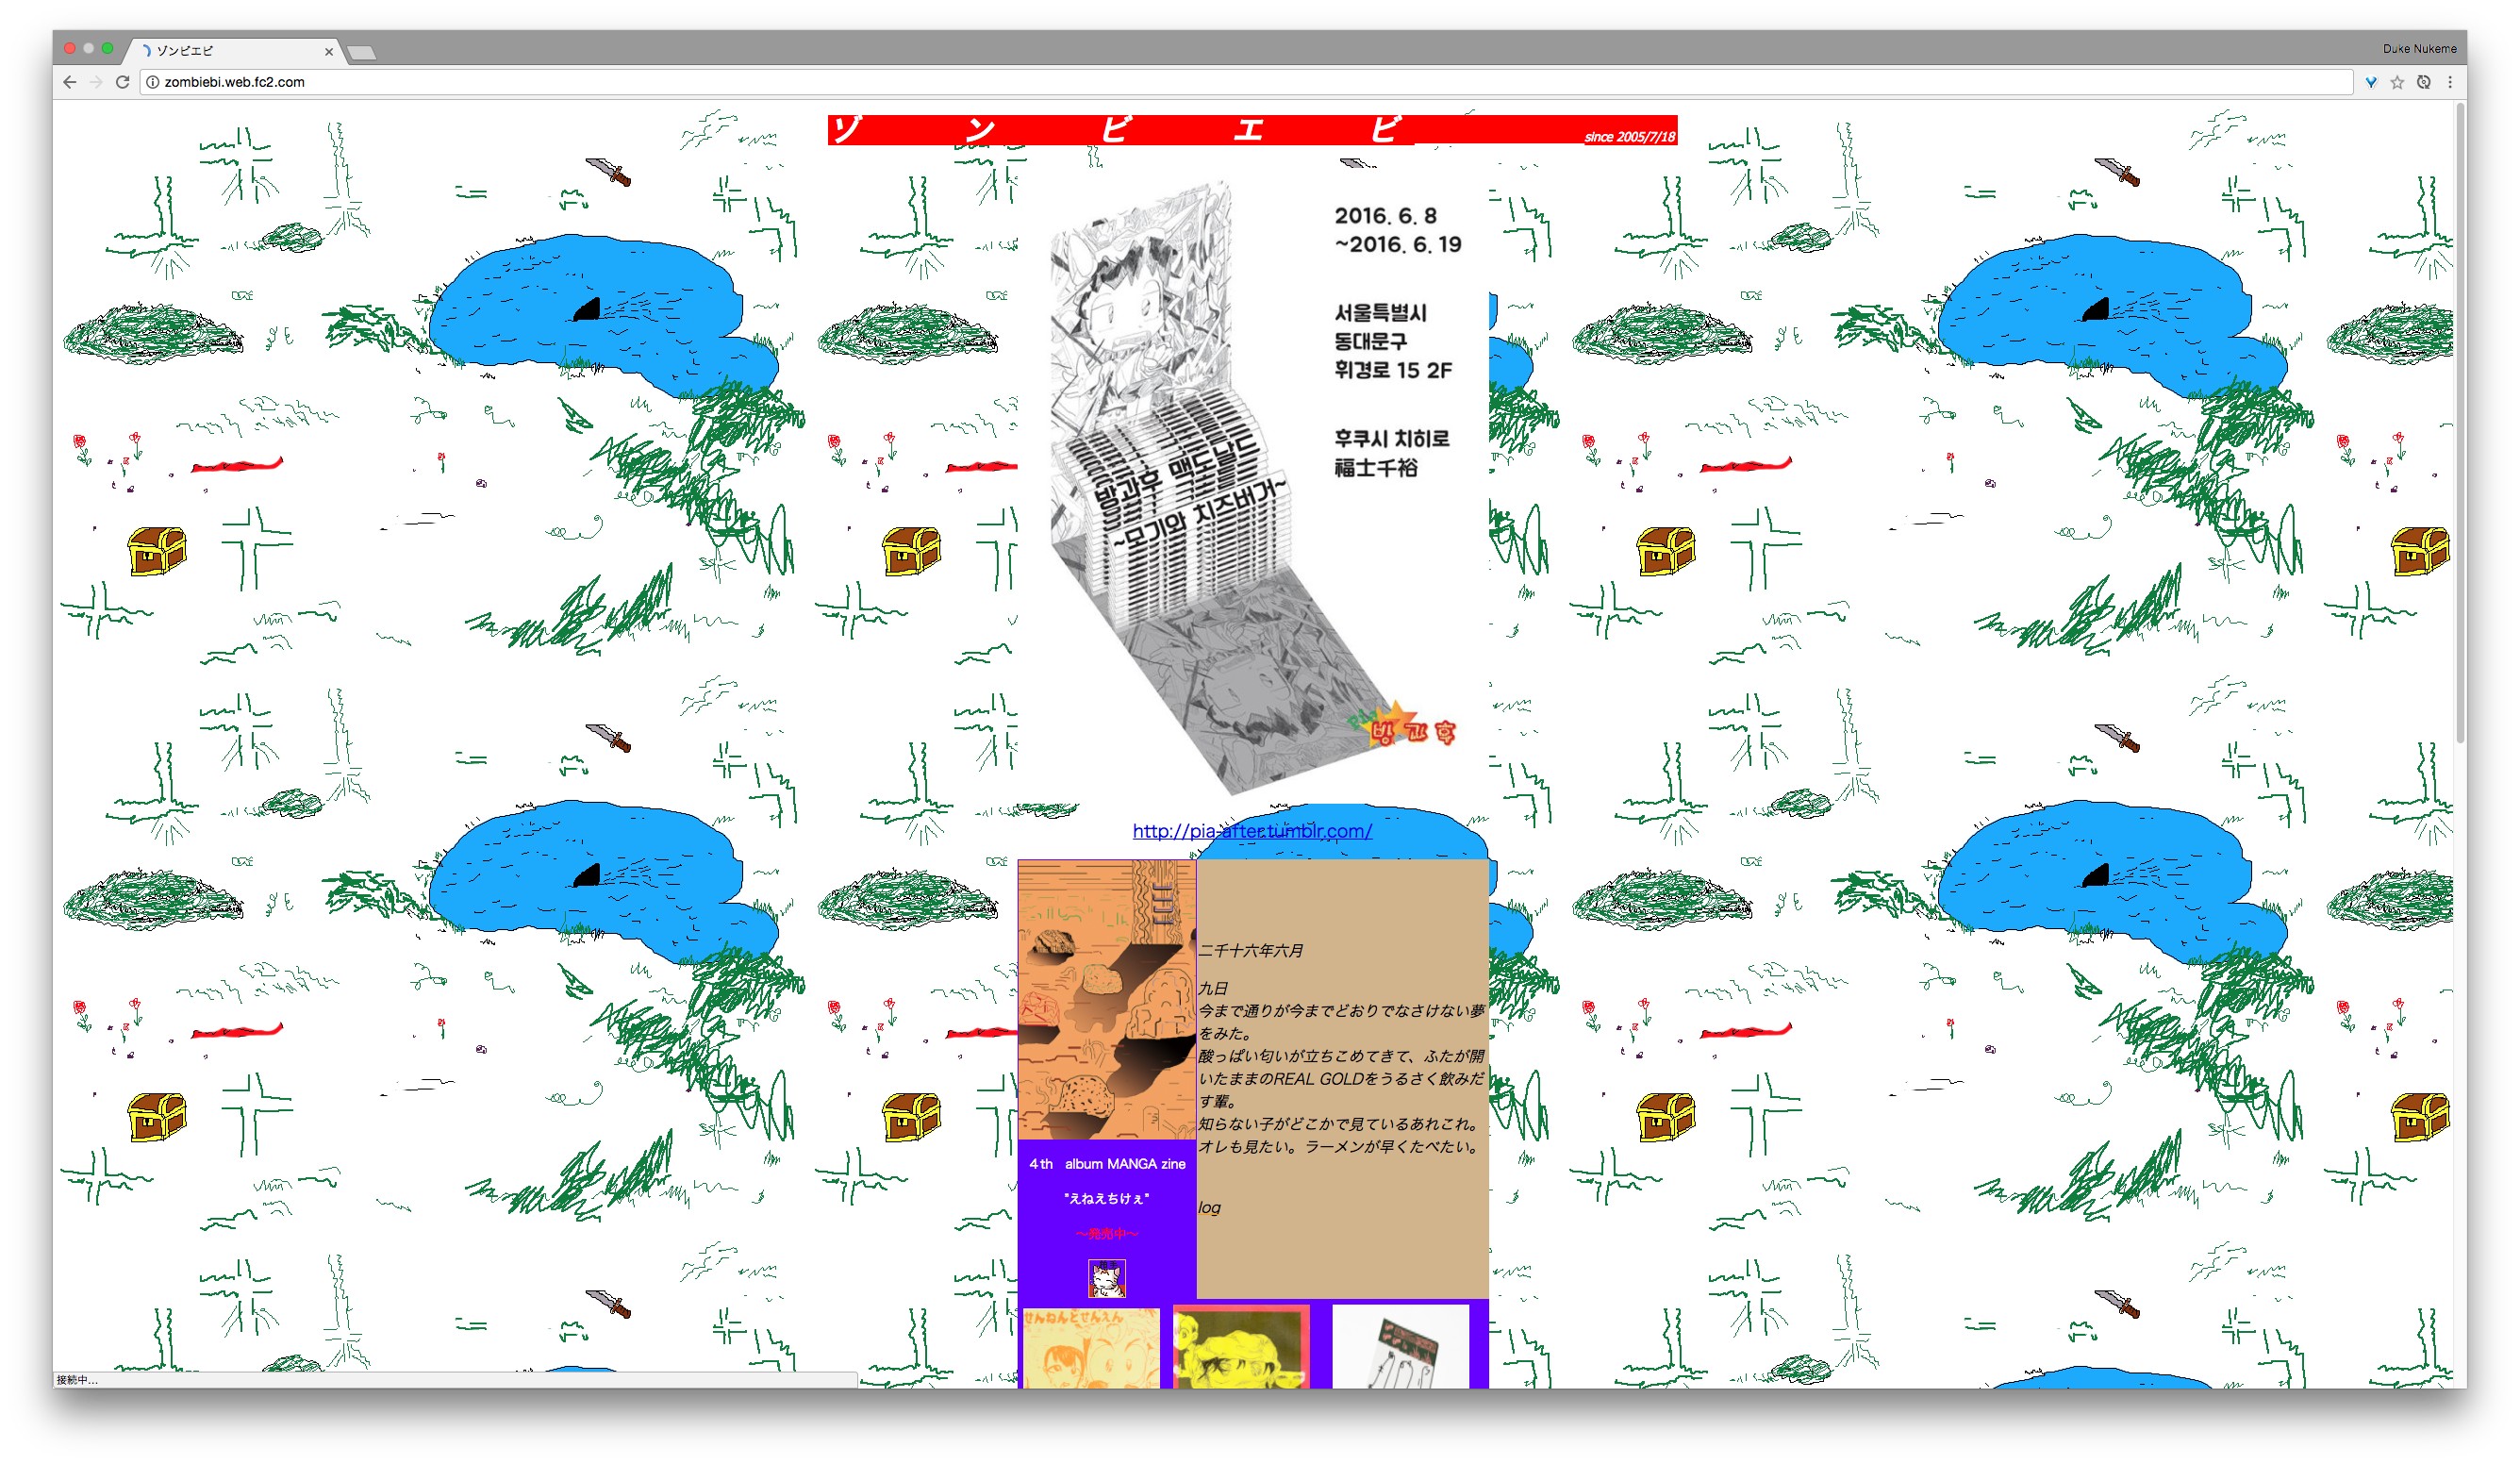 ゾンビエビ
Duke Nukeme
zombiebi.web.fc2.com
ゾンビエビ
since 2005/7/18
2016. 6. 8
~2016. 6. 19
서울특별시
동대문구
휘경로 15 2F
후쿠시 치히로
福士千裕
방과후 맥도날드
~모기와 치즈버거~
Pia
방과후
http://pia-after.tumblr.com/
二千十六年六月
九日
今まで通りが今までどおりでなさけない夢
をみた。
酸っぱい匂いが立ちこめてきて、ふたが開
いたままのREAL GOLDをうるさく飲みだ
す輩。
知らない子がどこかで見ているあれこれ。
オレも見たい。ラーメンが早くたべたい。
log
4th album MANGA zine
"えねえちけぇ"
～発売中～
せんねんどせんえん
接続中...